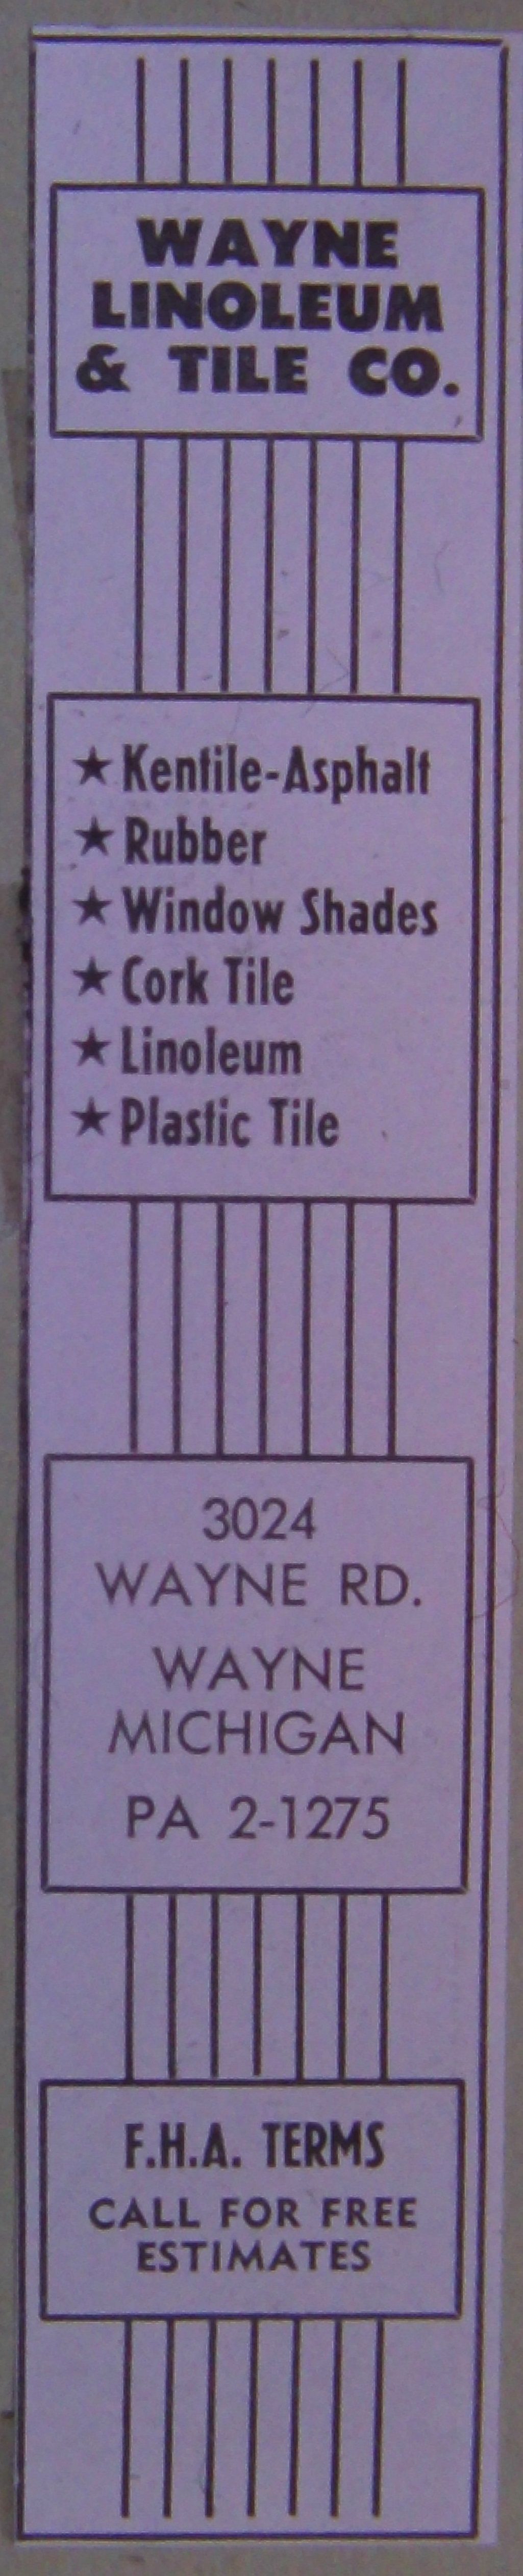 WAYNE
LINOLEUM
& TILE CO.
★ Kentile-Asphalt
★ Rubber
★ Window Shades
★ Cork Tile
★ Linoleum
★ Plastic Tile
3024
WAYNE RD.
WAYNE
MICHIGAN
PA 2-1275
F.H.A. TERMS
CALL FOR FREE
ESTIMATES